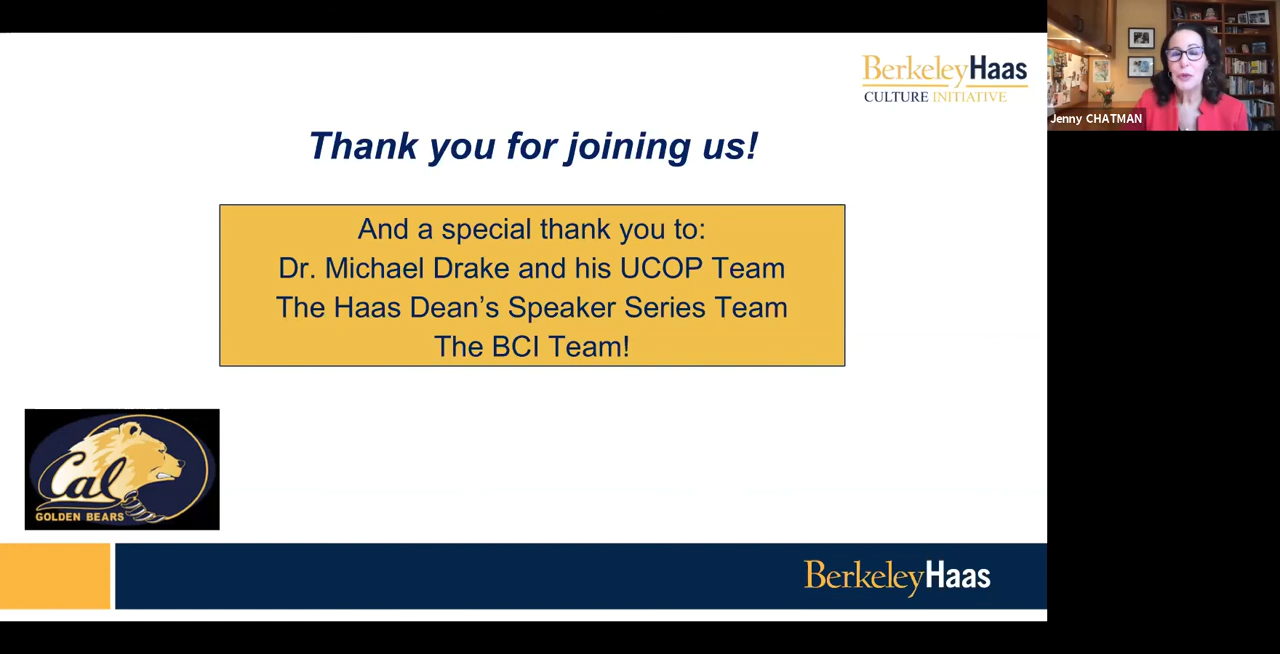 BerkeleyHaas
CULTURE INITIATIVE
Jenny CHATMAN
Thank you for joining us!
And a special thank you to:
Dr. Michael Drake and his UCOP Team
The Haas Dean’s Speaker Series Team
The BCI Team!
Cal
GOLDEN BEARS
BerkeleyHaas